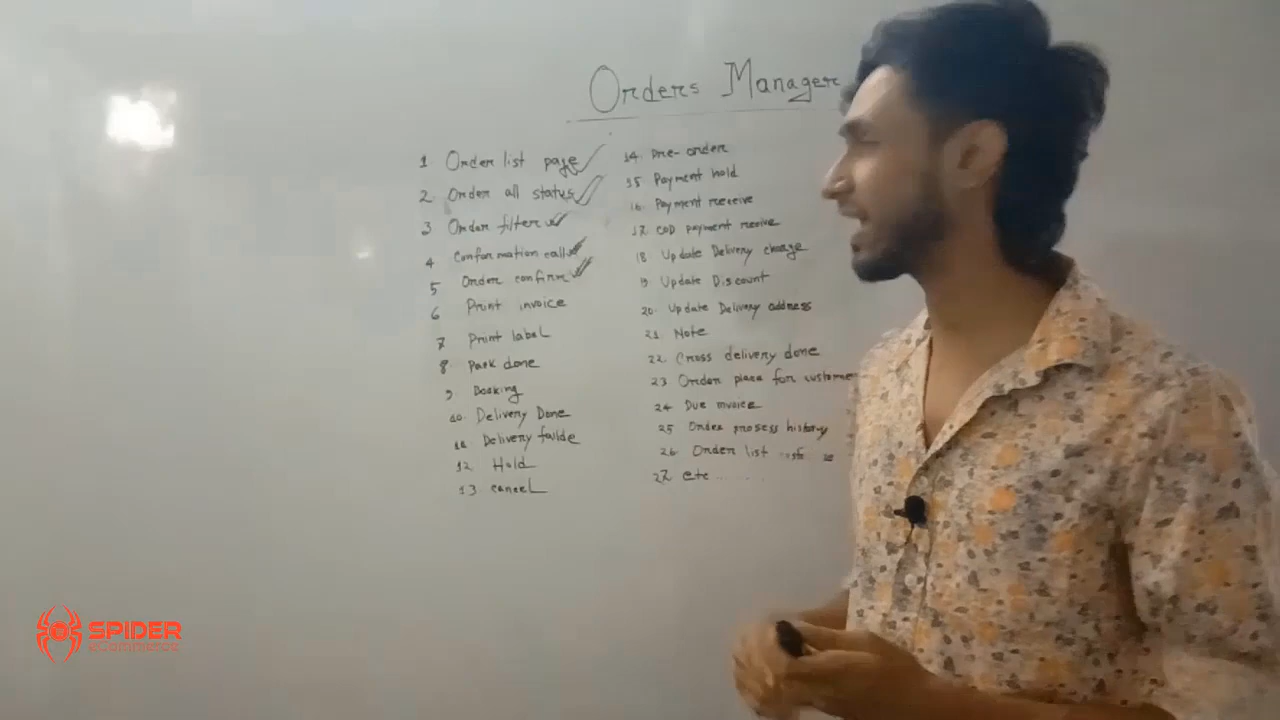 Orders Manager
1 Order list page
2. Order all status
3 Order filter
4 Conformation call
5 Order confirm
6 Print invoice
7 Print label
8. Pack done
9. Booking
10. Delivery Done
11. Delivery failde
12. Hold
13. cancel
14. Pre-order
15 Payment hold
16. Payment receive
17. COD payment receive
18 Update Delivery charge
19 Update Discount
20. Update Delivery address
21. Note
22. Cross delivery done
23 Order place for customer
24 Due invoice
25 Order prosess history
26. Order list
27. etc........
SPIDER
eCommerce